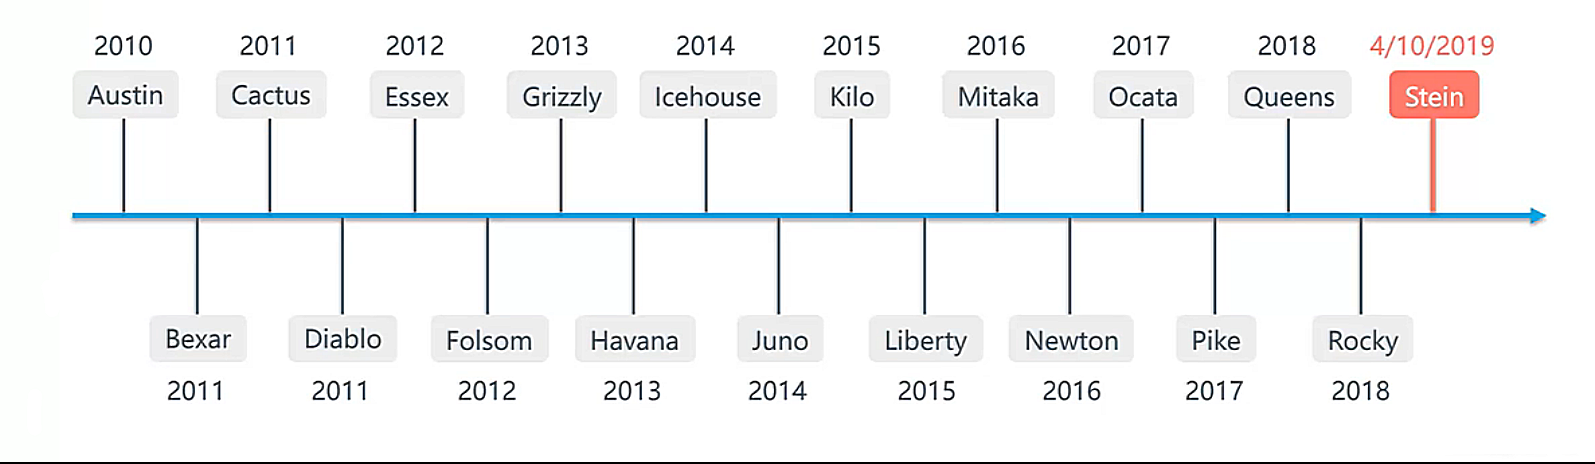 2010 2011 2012 2013 2014 2015 2016 2017 2018 4/10/2019
Austin Cactus Essex Grizzly Icehouse Kilo Mitaka Ocata Queens Stein
Bexar Diablo Folsom Havana Juno Liberty Newton Pike Rocky
2011 2011 2012 2013 2014 2015 2016 2017 2018